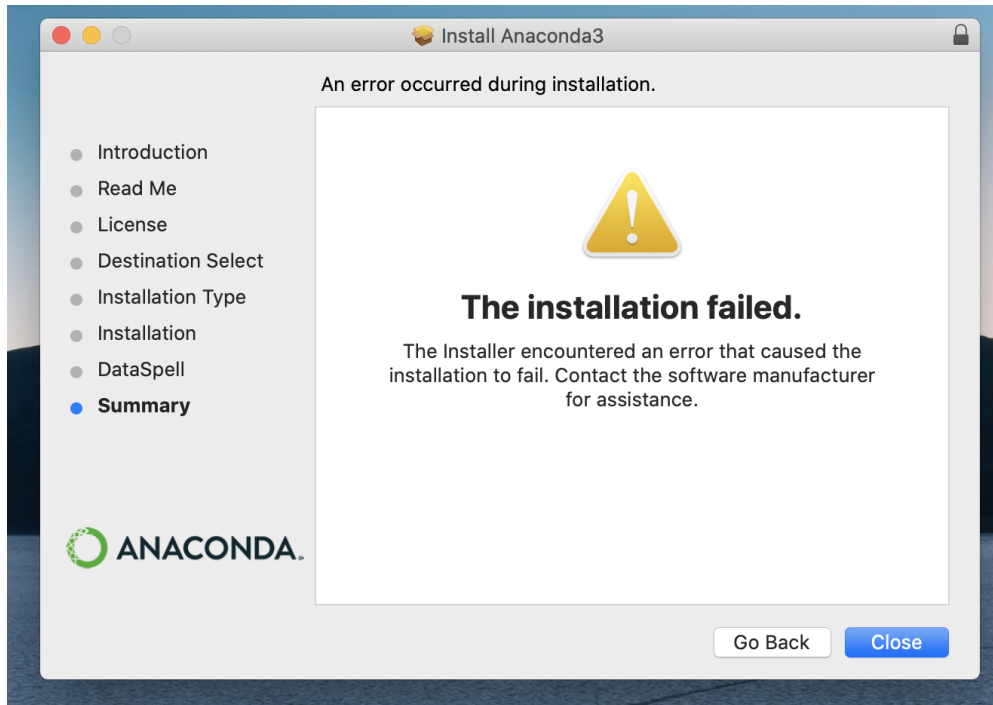 Install Anaconda3
An error occurred during installation.
Introduction
Read Me
License
Destination Select
Installation Type
Installation
DataSpell
Summary
The installation failed.
The Installer encountered an error that caused the
installation to fail. Contact the software manufacturer
for assistance.
ANACONDA.
Go Back
Close